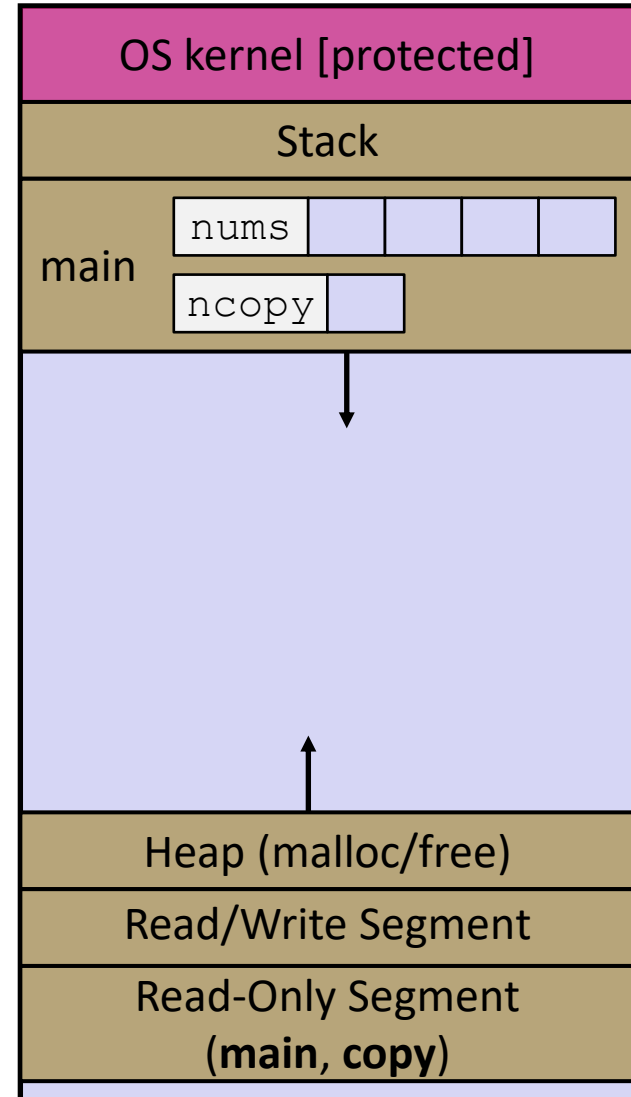 OS kernel [protected]
Stack
main
nums
ncopy
Heap (malloc/free)
Read/Write Segment
Read-Only Segment
(main, copy)